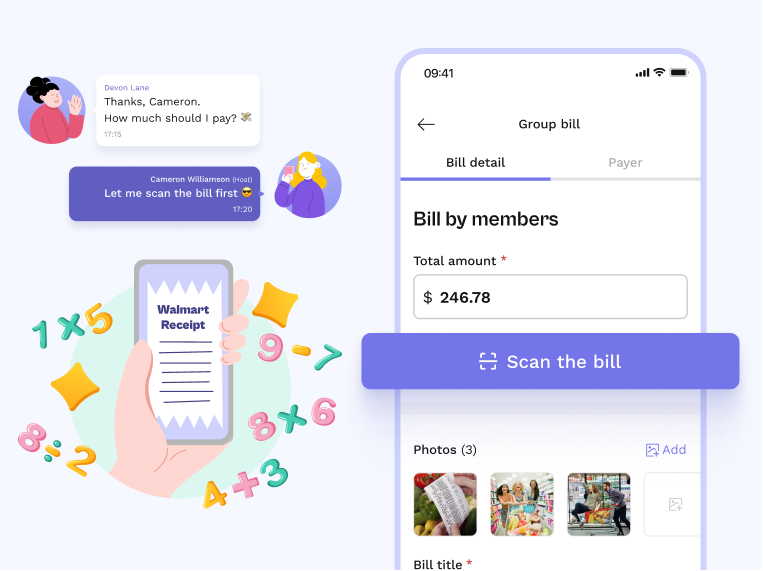 Devon Lane
Thanks, Cameron.
How much should I pay? 💸
17:15
Cameron Williamson (Host)
Let me scan the bill first 😎
17:20
Walmart
Receipt
1×5
9-7
8×6
8÷2
4+3
09:41
Group bill
Bill detail
Payer
Bill by members
Total amount *
$ 246.78
Scan the bill
Photos (3)
Add
Bill title *